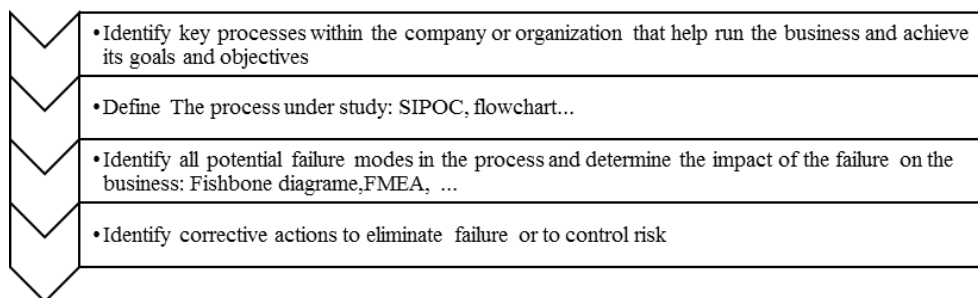 •Identify key processes within the company or organization that help run the business and achieve
its goals and objectives
•Define The process under study: SIPOC, flowchart...
•Identify all potential failure modes in the process and determine the impact of the failure on the
business: Fishbone diagrame,FMEA, ...
•Identify corrective actions to eliminate failure or to control risk